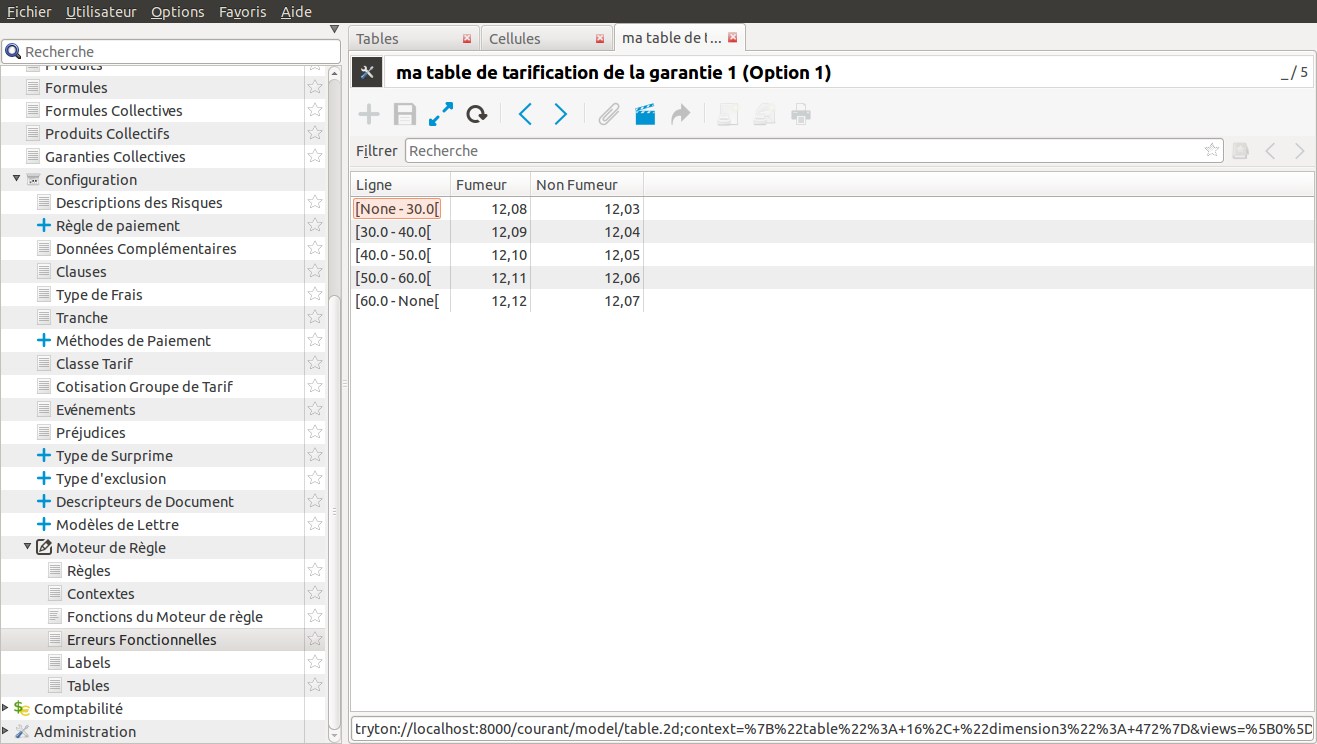 Fichier Utilisateur Options Favoris Aide
Recherche
Produits
Formules
Formules Collectives
Produits Collectifs
Garanties Collectives
Configuration
Descriptions des Risques
Règle de paiement
Données Complémentaires
Clauses
Type de Frais
Tranche
Méthodes de Paiement
Classe Tarif
Cotisation Groupe de Tarif
Evénements
Préjudices
Type de Surprime
Type d'exclusion
Descripteurs de Document
Modèles de Lettre
Moteur de Règle
Règles
Contextes
Fonctions du Moteur de règle
Erreurs Fonctionnelles
Labels
Tables
Comptabilité
Administration
Tables Cellules ma table de t...
ma table de tarification de la garantie 1 (Option 1) _ / 5
Filtrer Recherche
Ligne Fumeur Non Fumeur
[None - 30.0[ 12,08 12,03
[30.0 - 40.0[ 12,09 12,04
[40.0 - 50.0[ 12,10 12,05
[50.0 - 60.0[ 12,11 12,06
[60.0 - None[ 12,12 12,07
tryton://localhost:8000/courant/model/table.2d;context=%7B%22table%22%3A+16%2C+%22dimension3%22%3A+472%7D&views=%5B0%5D